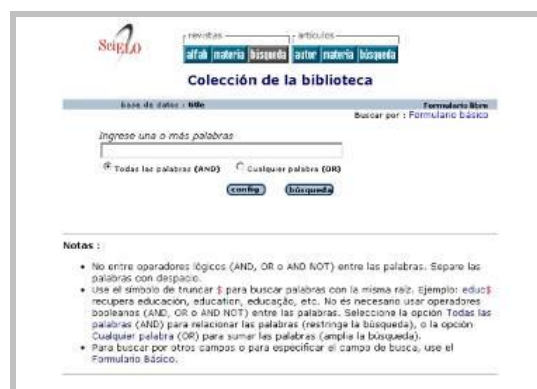 SciELO
revistas
artículos
alfab materia búsqueda autor materia búsqueda
Colección de la biblioteca
base de datos : title
Formulario libre
Buscar por : Formulario básico
Ingrese una o más palabras
Todas las palabras (AND) Cualquier palabra (OR)
config búsqueda
Notas :
No entre operadores lógicos (AND, OR o AND NOT) entre las palabras. Separe las
palabras con despacio.
Use el símbolo de truncar $ para buscar palabras con la misma raíz. Ejemplo: educ$
recupera educación, education, educação, etc. No és necesario usar operadores
booleanos (AND, OR o AND NOT) entre las palabras. Seleccione la opción Todas las
palabras (AND) para relacionar las palabras (restringe la búsqueda), o la opción
Cualquier palabra (OR) para sumar las palabras (amplia la búsqueda).
Para buscar por otros campos o para especificar el campo de busca, use el
Formulario Básico.